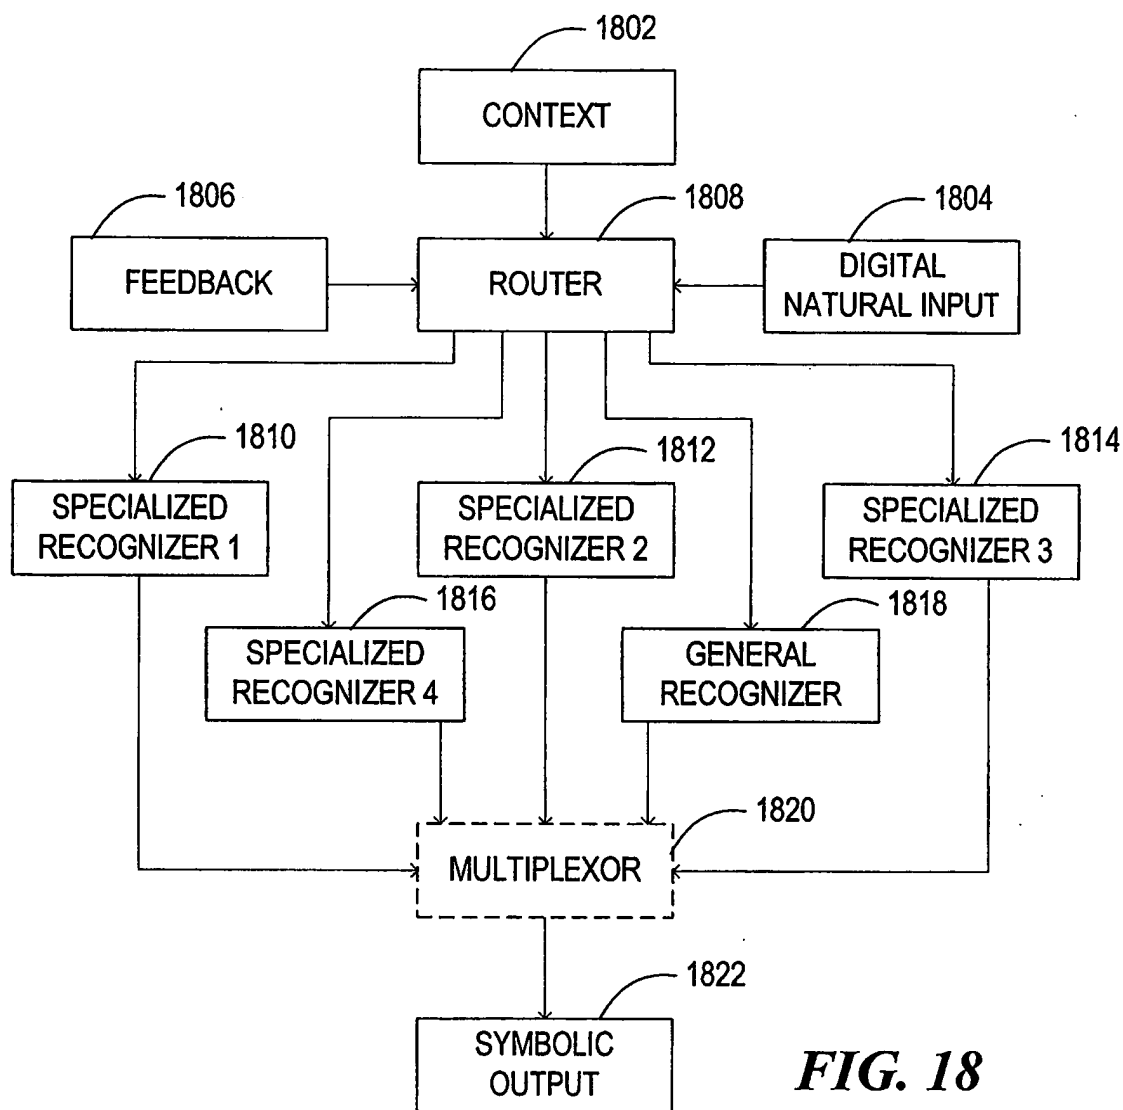 1802
CONTEXT
1806
1808
1804
FEEDBACK
ROUTER
DIGITAL
NATURAL INPUT
1810
1812
1814
SPECIALIZED
RECOGNIZER 1
SPECIALIZED
RECOGNIZER 2
SPECIALIZED
RECOGNIZER 3
1816
1818
SPECIALIZED
RECOGNIZER 4
GENERAL
RECOGNIZER
1820
MULTIPLEXOR
1822
SYMBOLIC
OUTPUT
FIG. 18